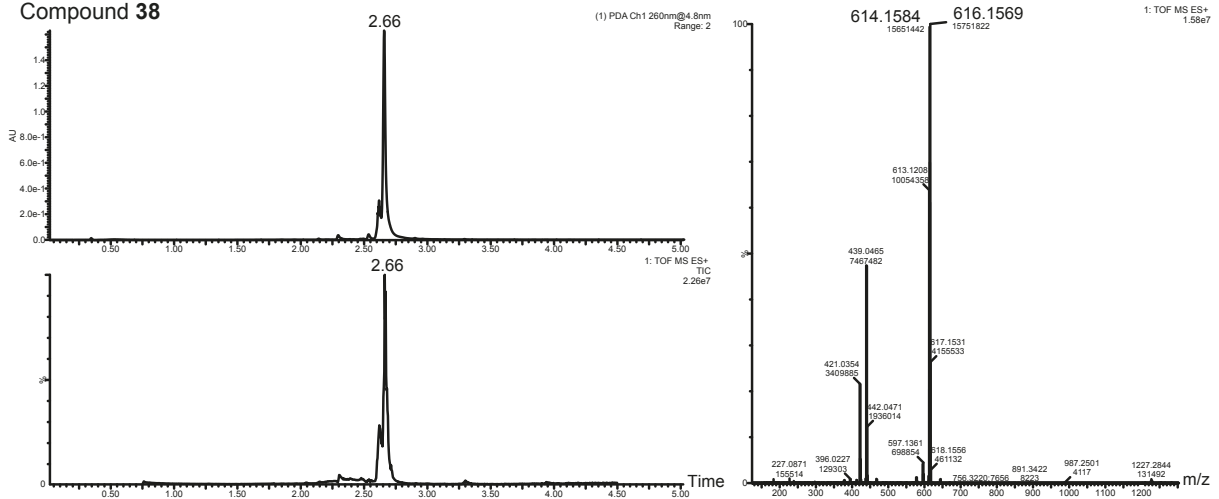 Compound 38
2.66
(1) PDA Ch1 260nm@4.8nm
Range: 2
AU
1.4
1.2
1.0
8.0e-1
6.0e-1
4.0e-1
2.0e-1
0.0
0.50 1.00 1.50 2.00 2.50 3.00 3.50 4.00 4.50 5.00
2.66
1: TOF MS ES+
TIC
2.26e7
%
0
0.50 1.00 1.50 2.00 2.50 3.00 3.50 4.00 4.50 5.00
Time
1: TOF MS ES+
1.58e7
100
%
0
614.1584
15651442
616.1569
15751822
613.1208
10054358
439.0465
7467482
617.1531
4155533
421.0354
3409885
442.0471
1936014
597.1361
698854
618.1556
461132
227.0871
155514
396.0227
129303
756.3220
7656
891.3422
8223
987.2501
4117
1227.2844
131492
200 300 400 500 600 700 800 900 1000 1100 1200
m/z